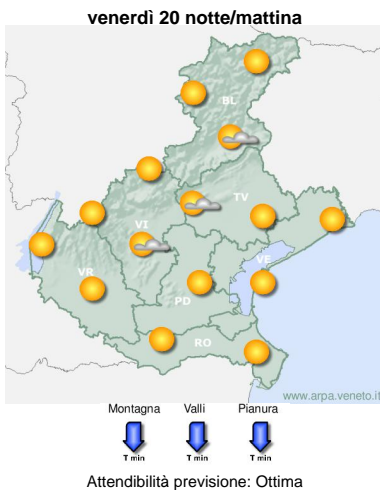 venerdì 20 notte/mattina
BL
TV
VI
VE
VR
PD
RO
www.arpa.veneto.it
Montagna Valli Pianura
T min T min T min
Attendibilità previsione: Ottima